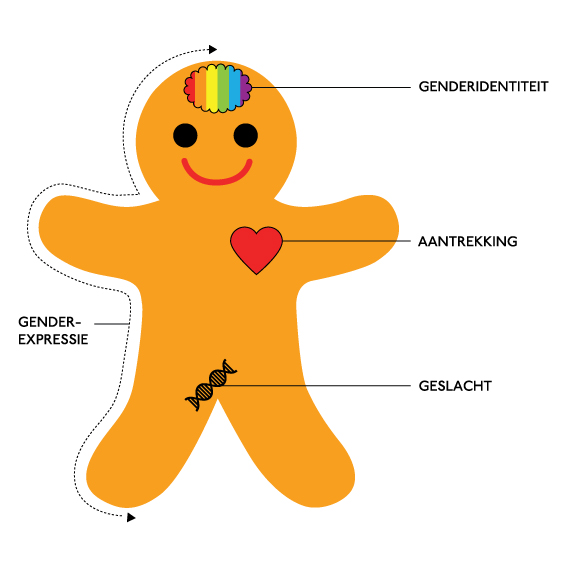 GENDERIDENTITEIT
AANTREKKING
GENDER-
EXPRESSIE
GESLACHT